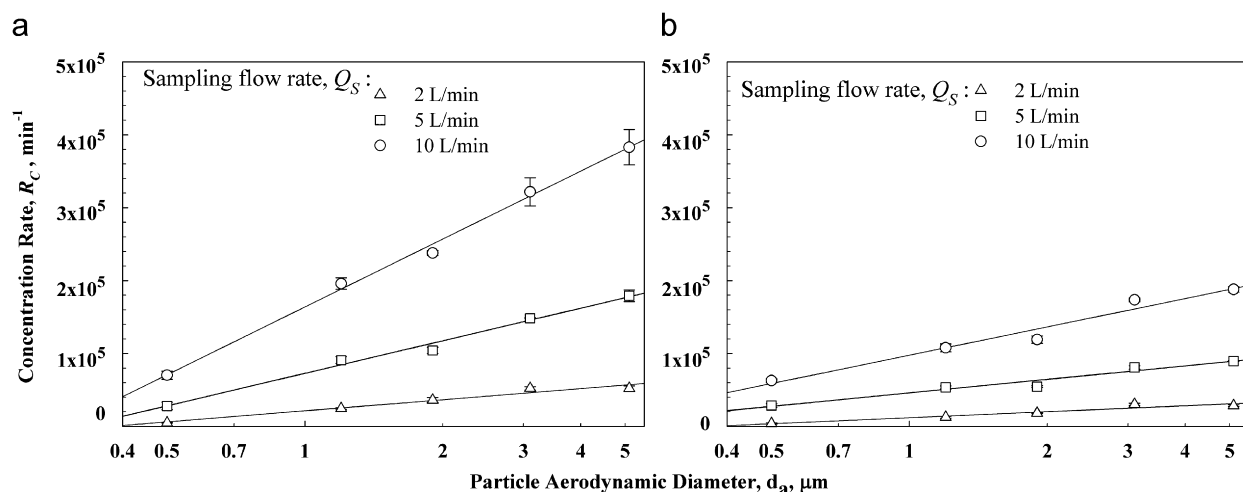 a
b
Concentration Rate, R_C, min⁻¹
5x10⁵
4x10⁵
3x10⁵
2x10⁵
1x10⁵
0
Sampling flow rate, Q_S :
2 L/min
5 L/min
10 L/min
0.4 0.5 0.7 1 2 3 4 5
5x10⁵
4x10⁵
3x10⁵
2x10⁵
1x10⁵
0
Sampling flow rate, Q_S :
2 L/min
5 L/min
10 L/min
0.4 0.5 0.7 1 2 3 4 5
Particle Aerodynamic Diameter, dₐ, μm